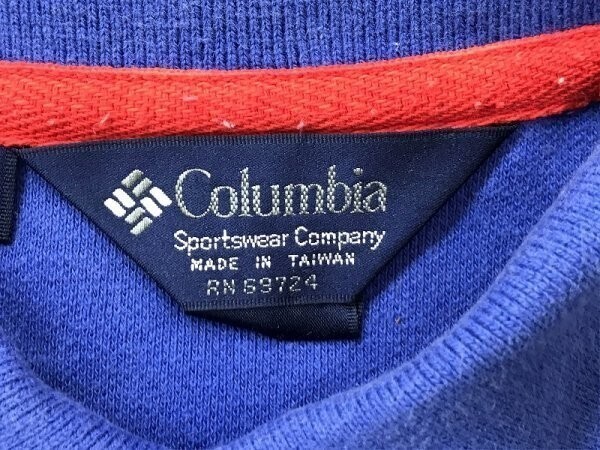 Columbia
Sportswear Company
MADE IN TAIWAN
RN 69724